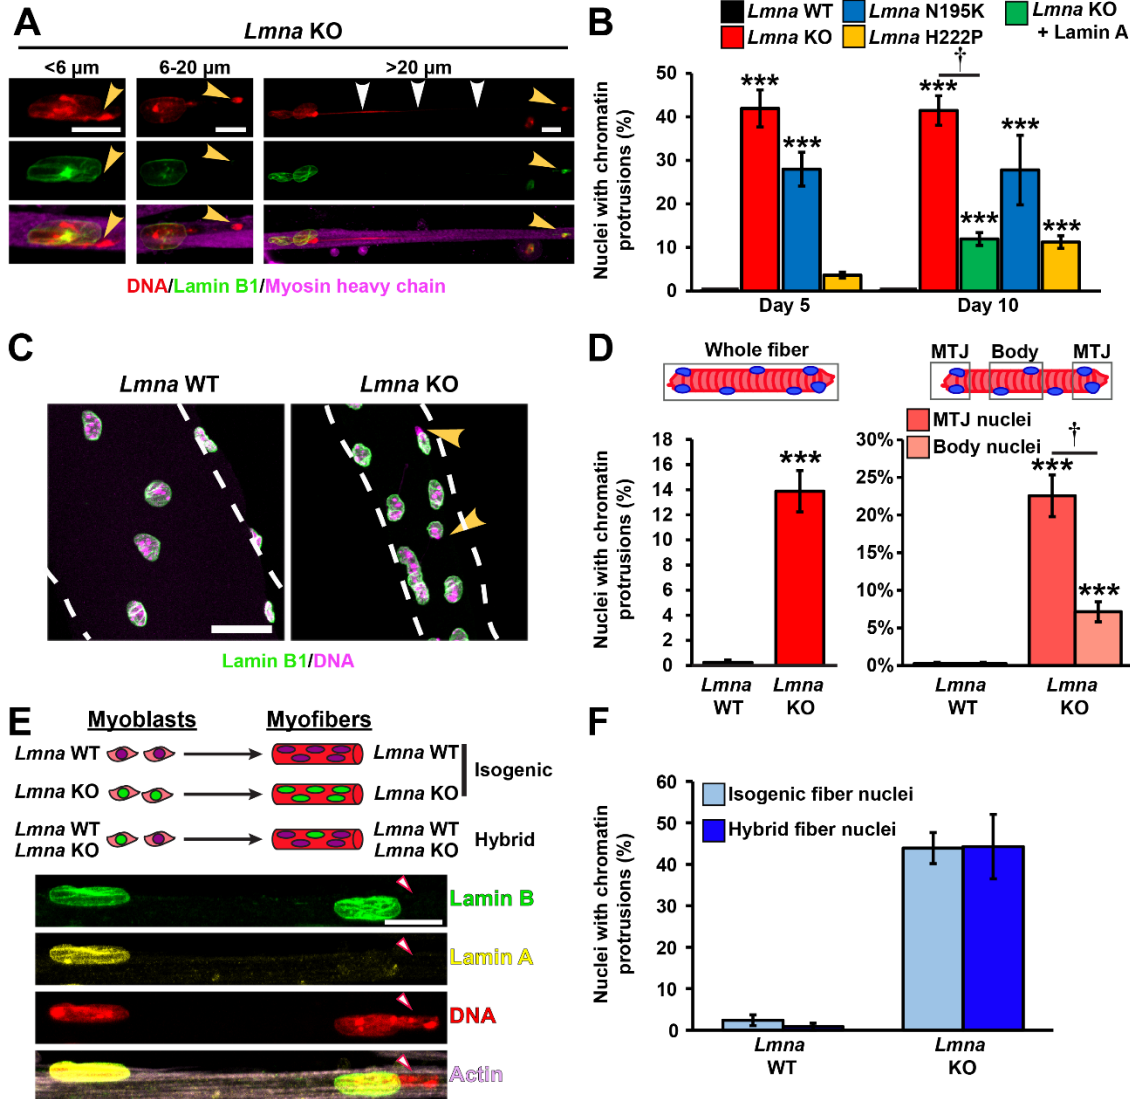 A
Lmna KO
<6 µm
6-20 µm
>20 µm
DNA/Lamin B1/Myosin heavy chain
B
Lmna WT
Lmna KO
Lmna N195K
Lmna H222P
Lmna KO
+ Lamin A
Nuclei with chromatin
protrusions (%)
50
40
30
20
10
0
***
***
***
†
***
***
***
Day 5
Day 10
C
Lmna WT
Lmna KO
Lamin B1/DNA
D
Whole fiber
MTJ
Body
MTJ
Nuclei with chromatin
protrusions (%)
18
16
14
12
10
8
6
4
2
0
***
Lmna
WT
Lmna
KO
MTJ nuclei
Body nuclei
30%
25%
20%
15%
10%
5%
0%
†
***
***
Lmna
WT
Lmna
KO
E
Myoblasts
Myofibers
Lmna WT
Lmna WT
Lmna KO
Lmna KO
Isogenic
Lmna WT
Lmna KO
Lmna WT
Lmna KO
Hybrid
Lamin B
Lamin A
DNA
Actin
F
Isogenic fiber nuclei
Hybrid fiber nuclei
Nuclei with chromatin
protrusions (%)
60
50
40
30
20
10
0
Lmna
WT
Lmna
KO